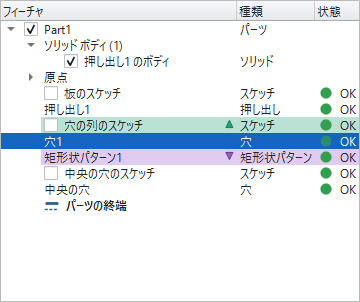 フィーチャ 種類 状態
Part1 パーツ
ソリッド ボディ (1)
押し出し1 のボディ ソリッド
原点
板のスケッチ スケッチ OK
押し出し1 押し出し OK
穴の列のスケッチ スケッチ OK
穴1 穴 OK
矩形状パターン1 矩形状パターン OK
中央の穴のスケッチ スケッチ OK
中央の穴 穴 OK
パーツの終端